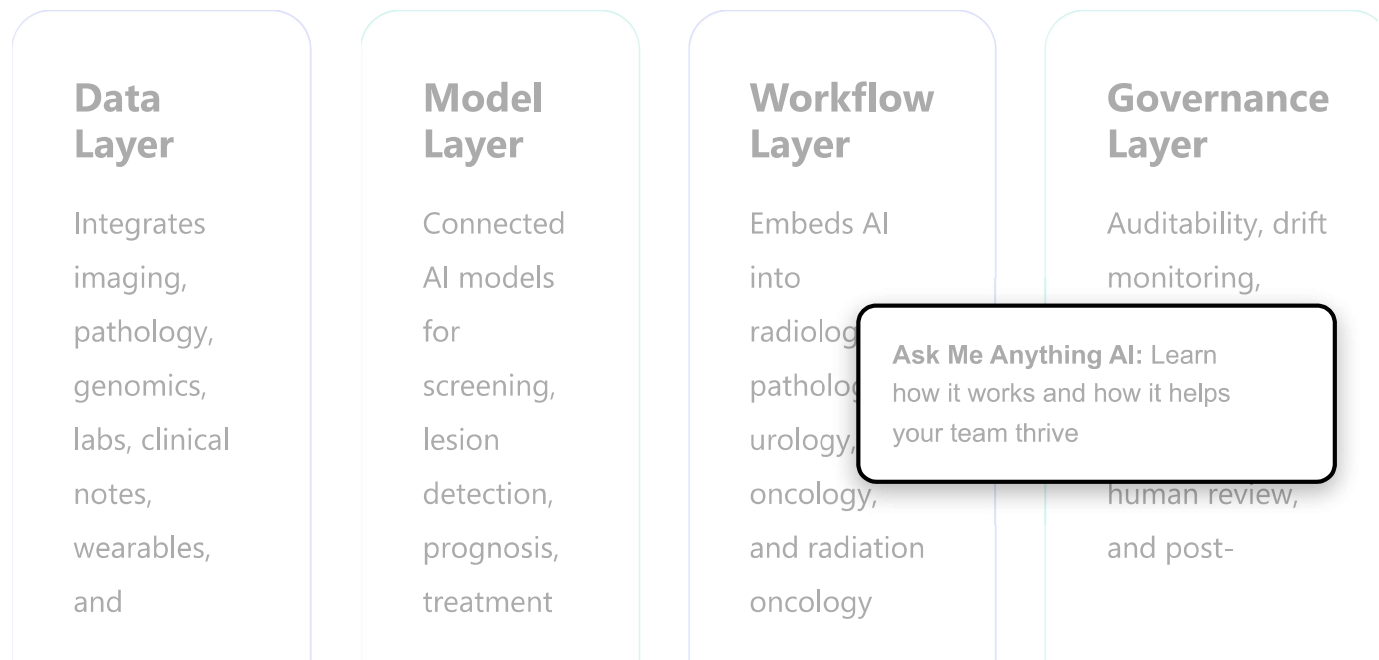 Data
Layer
Integrates
imaging,
pathology,
genomics,
labs, clinical
notes,
wearables,
and
Model
Layer
Connected
AI models
for
screening,
lesion
detection,
prognosis,
treatment
Workflow
Layer
Embeds AI
into
urology,
oncology,
and radiation
oncology
Governance
Layer
Auditability, drift
monitoring,
human review,
and post-
Ask Me Anything AI: Learn
how it works and how it helps
your team thrive